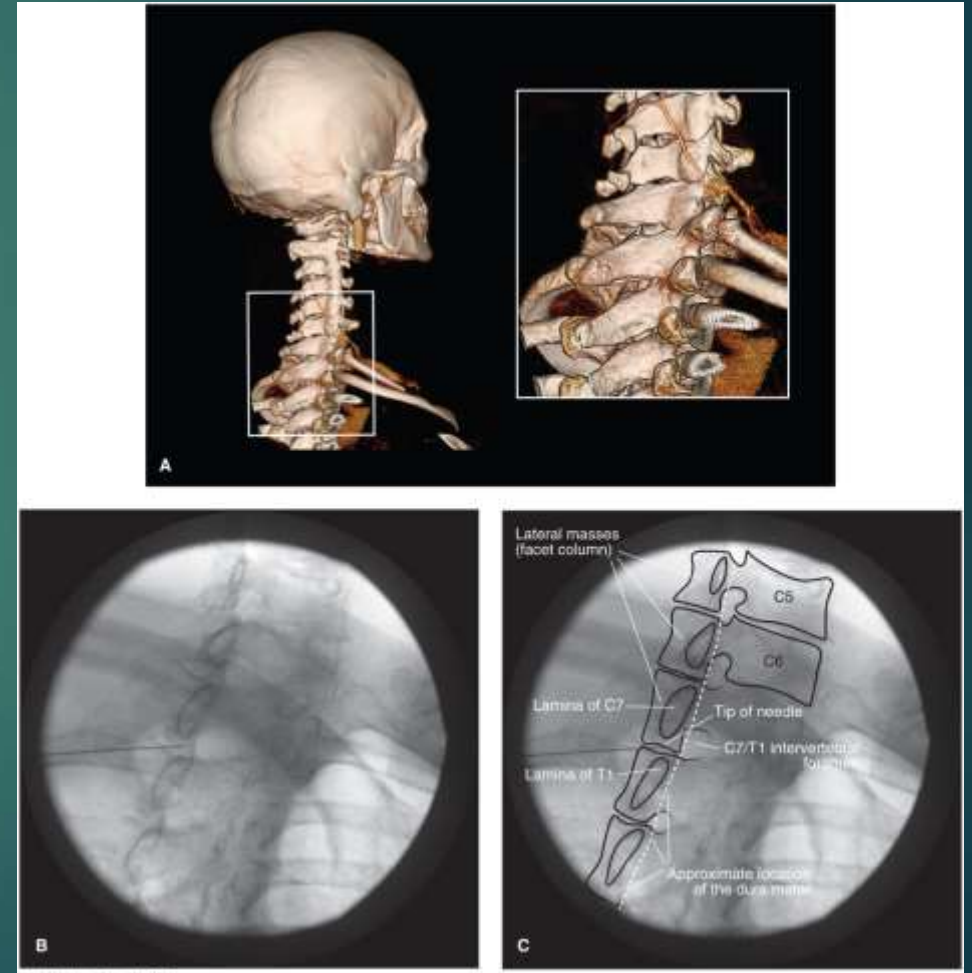 A
B
Lateral masses
(facet column)
C5
C6
Lamina of C7
Tip of needle
C7/T1 intervertebral
foramen
Lamina of T1
Approximate location
of the dura mater
C